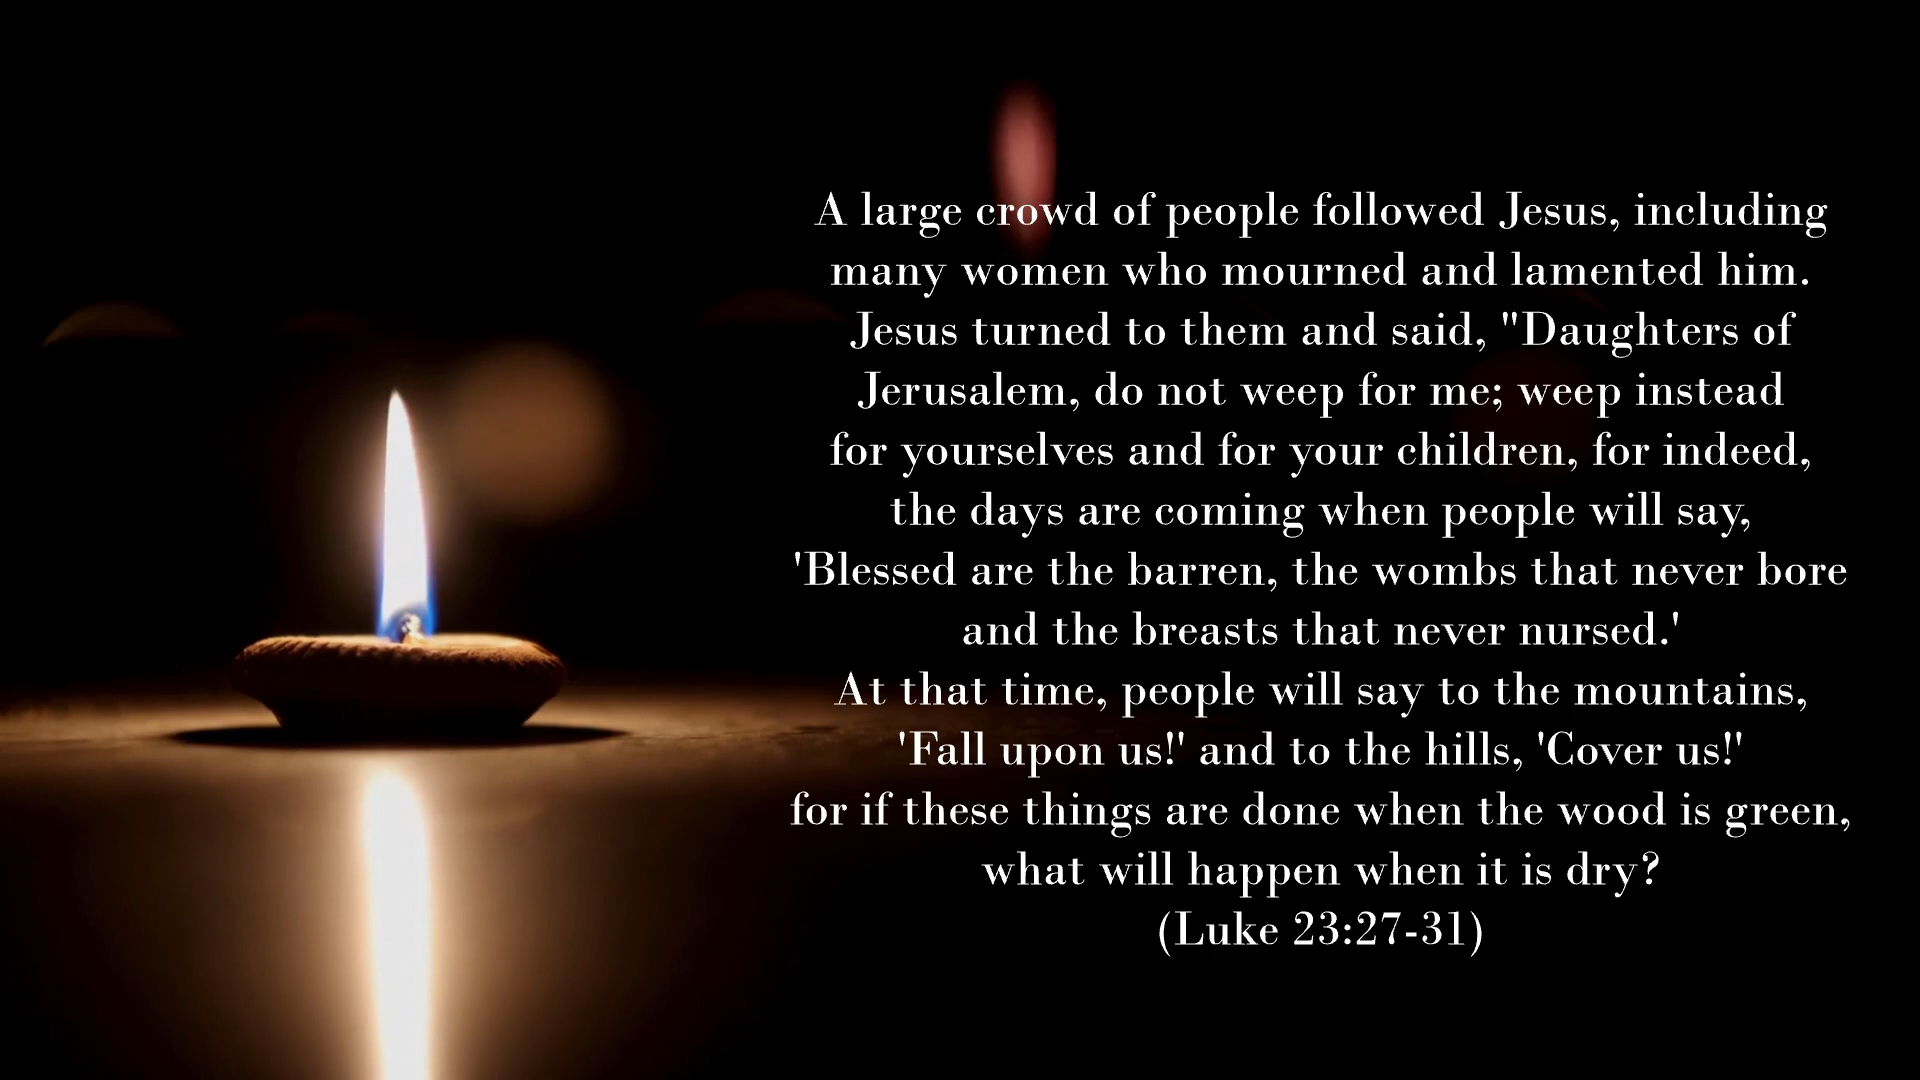 A large crowd of people followed Jesus, including
many women who mourned and lamented him.
Jesus turned to them and said, "Daughters of
Jerusalem, do not weep for me; weep instead
for yourselves and for your children, for indeed,
the days are coming when people will say,
'Blessed are the barren, the wombs that never bore
and the breasts that never nursed.'
At that time, people will say to the mountains,
'Fall upon us!' and to the hills, 'Cover us!'
for if these things are done when the wood is green,
what will happen when it is dry?
(Luke 23:27-31)